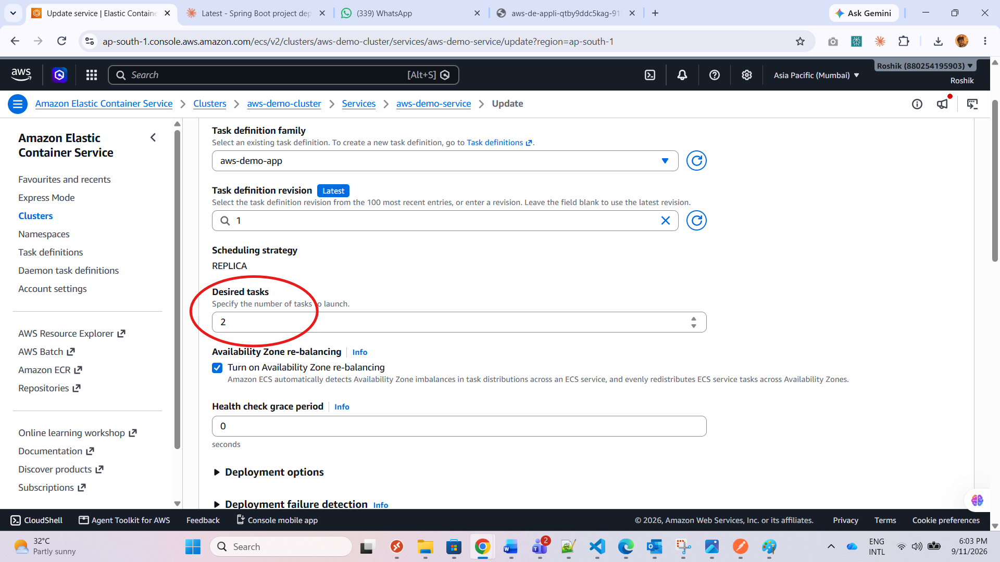 Update service | Elastic Containe
Latest - Spring Boot project dep
(339) WhatsApp
aws-de-appli-qtby9ddc5kag-91
Ask Gemini
ap-south-1.console.aws.amazon.com/ecs/v2/clusters/aws-demo-cluster/services/aws-demo-service/update?region=ap-south-1
aws
Search
[Alt+S]
Asia Pacific (Mumbai)
Roshik (880254195903)
Roshik
Amazon Elastic Container Service
Clusters
aws-demo-cluster
Services
aws-demo-service
Update
Amazon Elastic
Container Service
Favourites and recents
Express Mode
Clusters
Namespaces
Task definitions
Daemon task definitions
Account settings
AWS Resource Explorer
AWS Batch
Amazon ECR
Repositories
Online learning workshop
Documentation
Discover products
Subscriptions
Task definition family
Select an existing task definition. To create a new task definition, go to Task definitions.
aws-demo-app
Task definition revision Latest
Select the task definition revision from the 100 most recent entries, or enter a revision. Leave the field blank to use the latest revision.
1
Scheduling strategy
REPLICA
Desired tasks
Specify the number of tasks to launch.
2
Availability Zone re-balancing Info
Turn on Availability Zone re-balancing
Amazon ECS automatically detects Availability Zone imbalances in task distributions across an ECS service, and evenly redistributes ECS service tasks across Availability Zones.
Health check grace period Info
0
seconds
Deployment options
Deployment failure detection Info
CloudShell
Agent Toolkit for AWS
Feedback
Console mobile app
© 2026, Amazon Web Services, Inc. or its affiliates.
Privacy
Terms
Cookie preferences
32°C
Partly sunny
Search
2
ENG
INTL
6:03 PM
9/11/2026